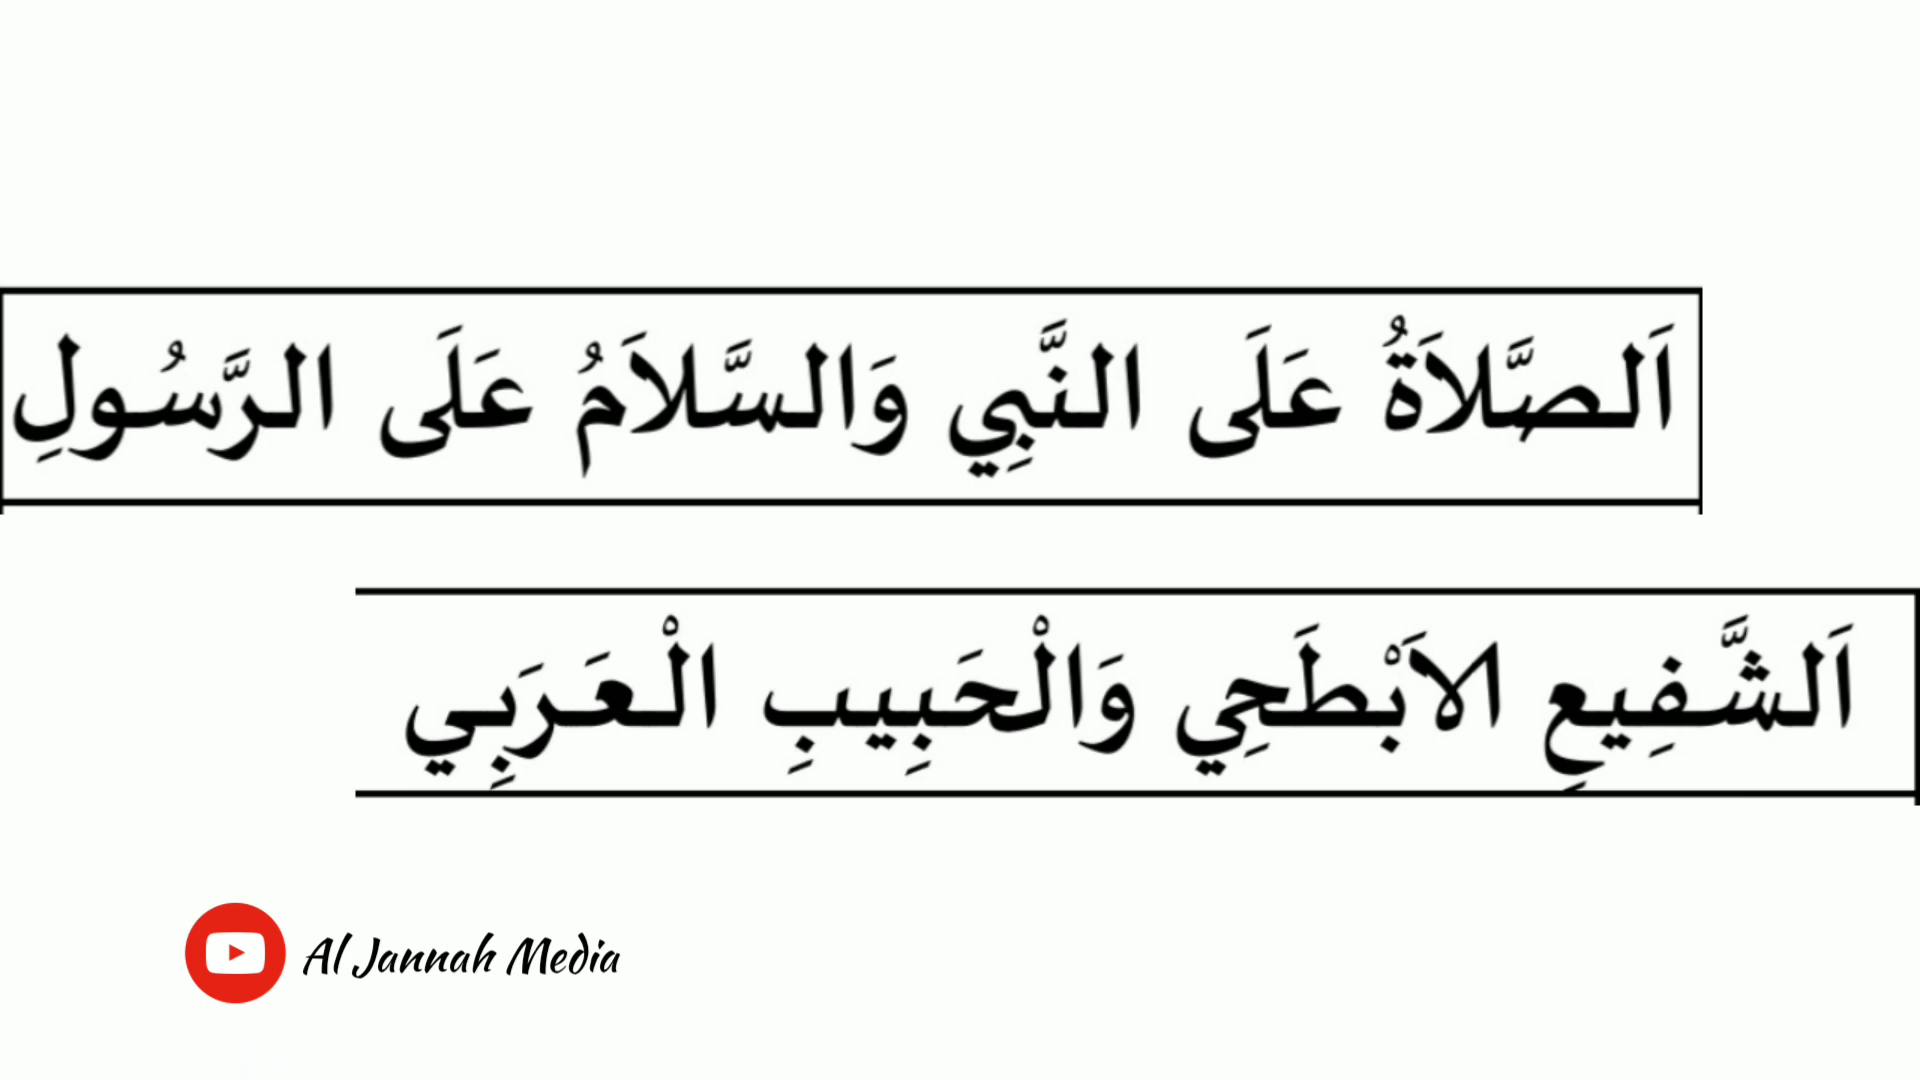 اَلصَّلاَةُ عَلَى النَّبِي وَالسَّلاَمُ عَلَى الرَّسُولِ
اَلشَّفِيعِ الاَبْطَحِي وَالْحَبِيبِ الْعَرَبِي
Al Jannah Media